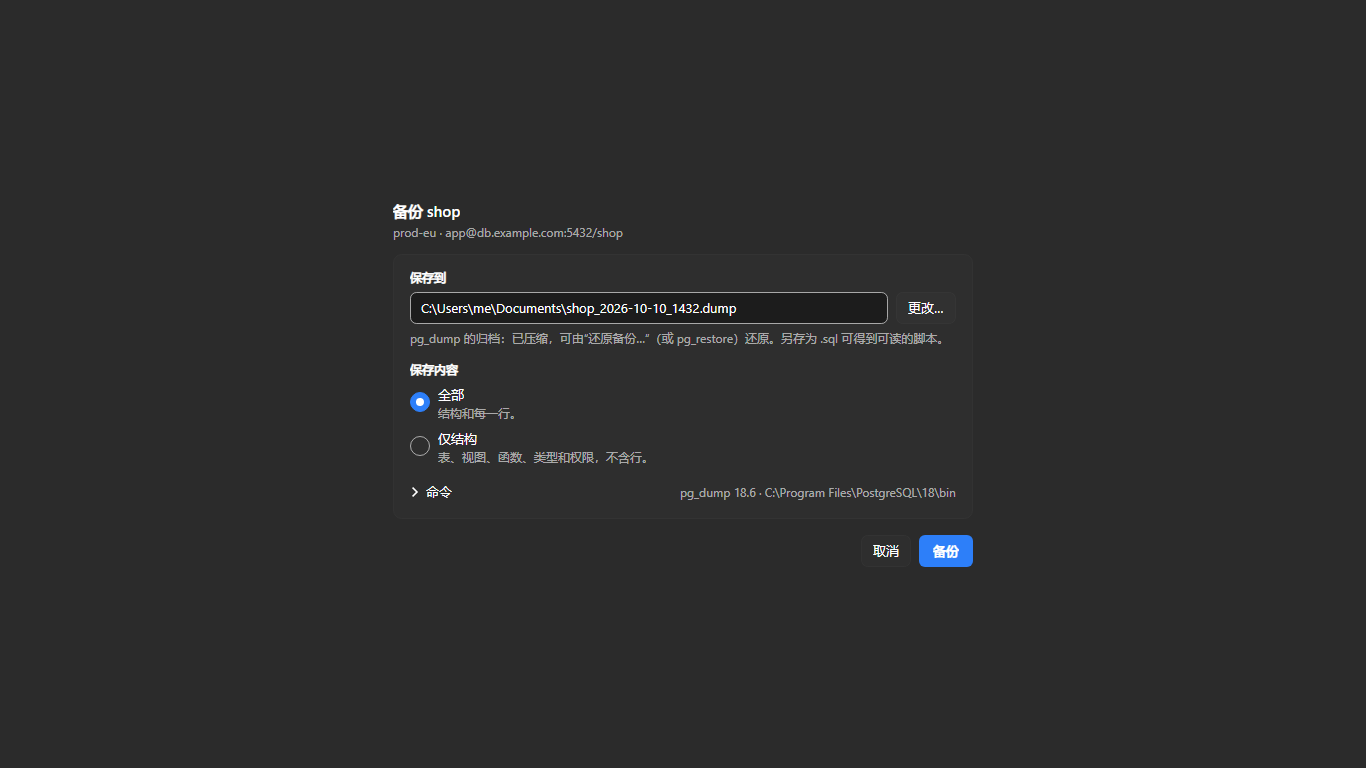 备份 shop
prod-eu · app@db.example.com:5432/shop
保存到
C:\Users\me\Documents\shop_2026-10-10_1432.dump
更改...
pg_dump 的归档：已压缩，可由“还原备份...”（或 pg_restore）还原。另存为 .sql 可得到可读的脚本。
保存内容
全部
结构和每一行。
仅结构
表、视图、函数、类型和权限，不含行。
命令
pg_dump 18.6 · C:\Program Files\PostgreSQL\18\bin
取消
备份